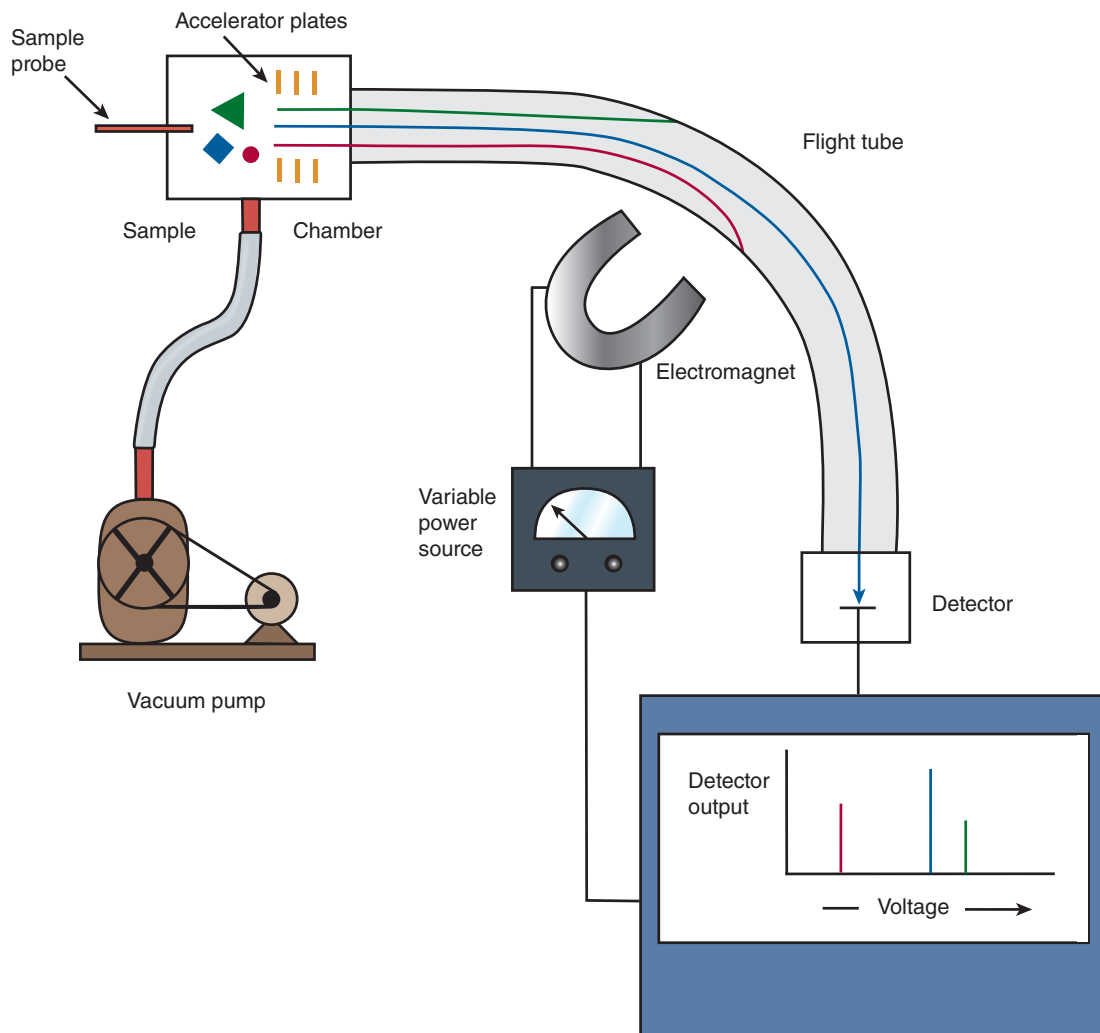 Accelerator plates
Sample
probe
Flight tube
Sample
Chamber
Electromagnet
Variable
power
source
Detector
Vacuum pump
Detector
output
Voltage